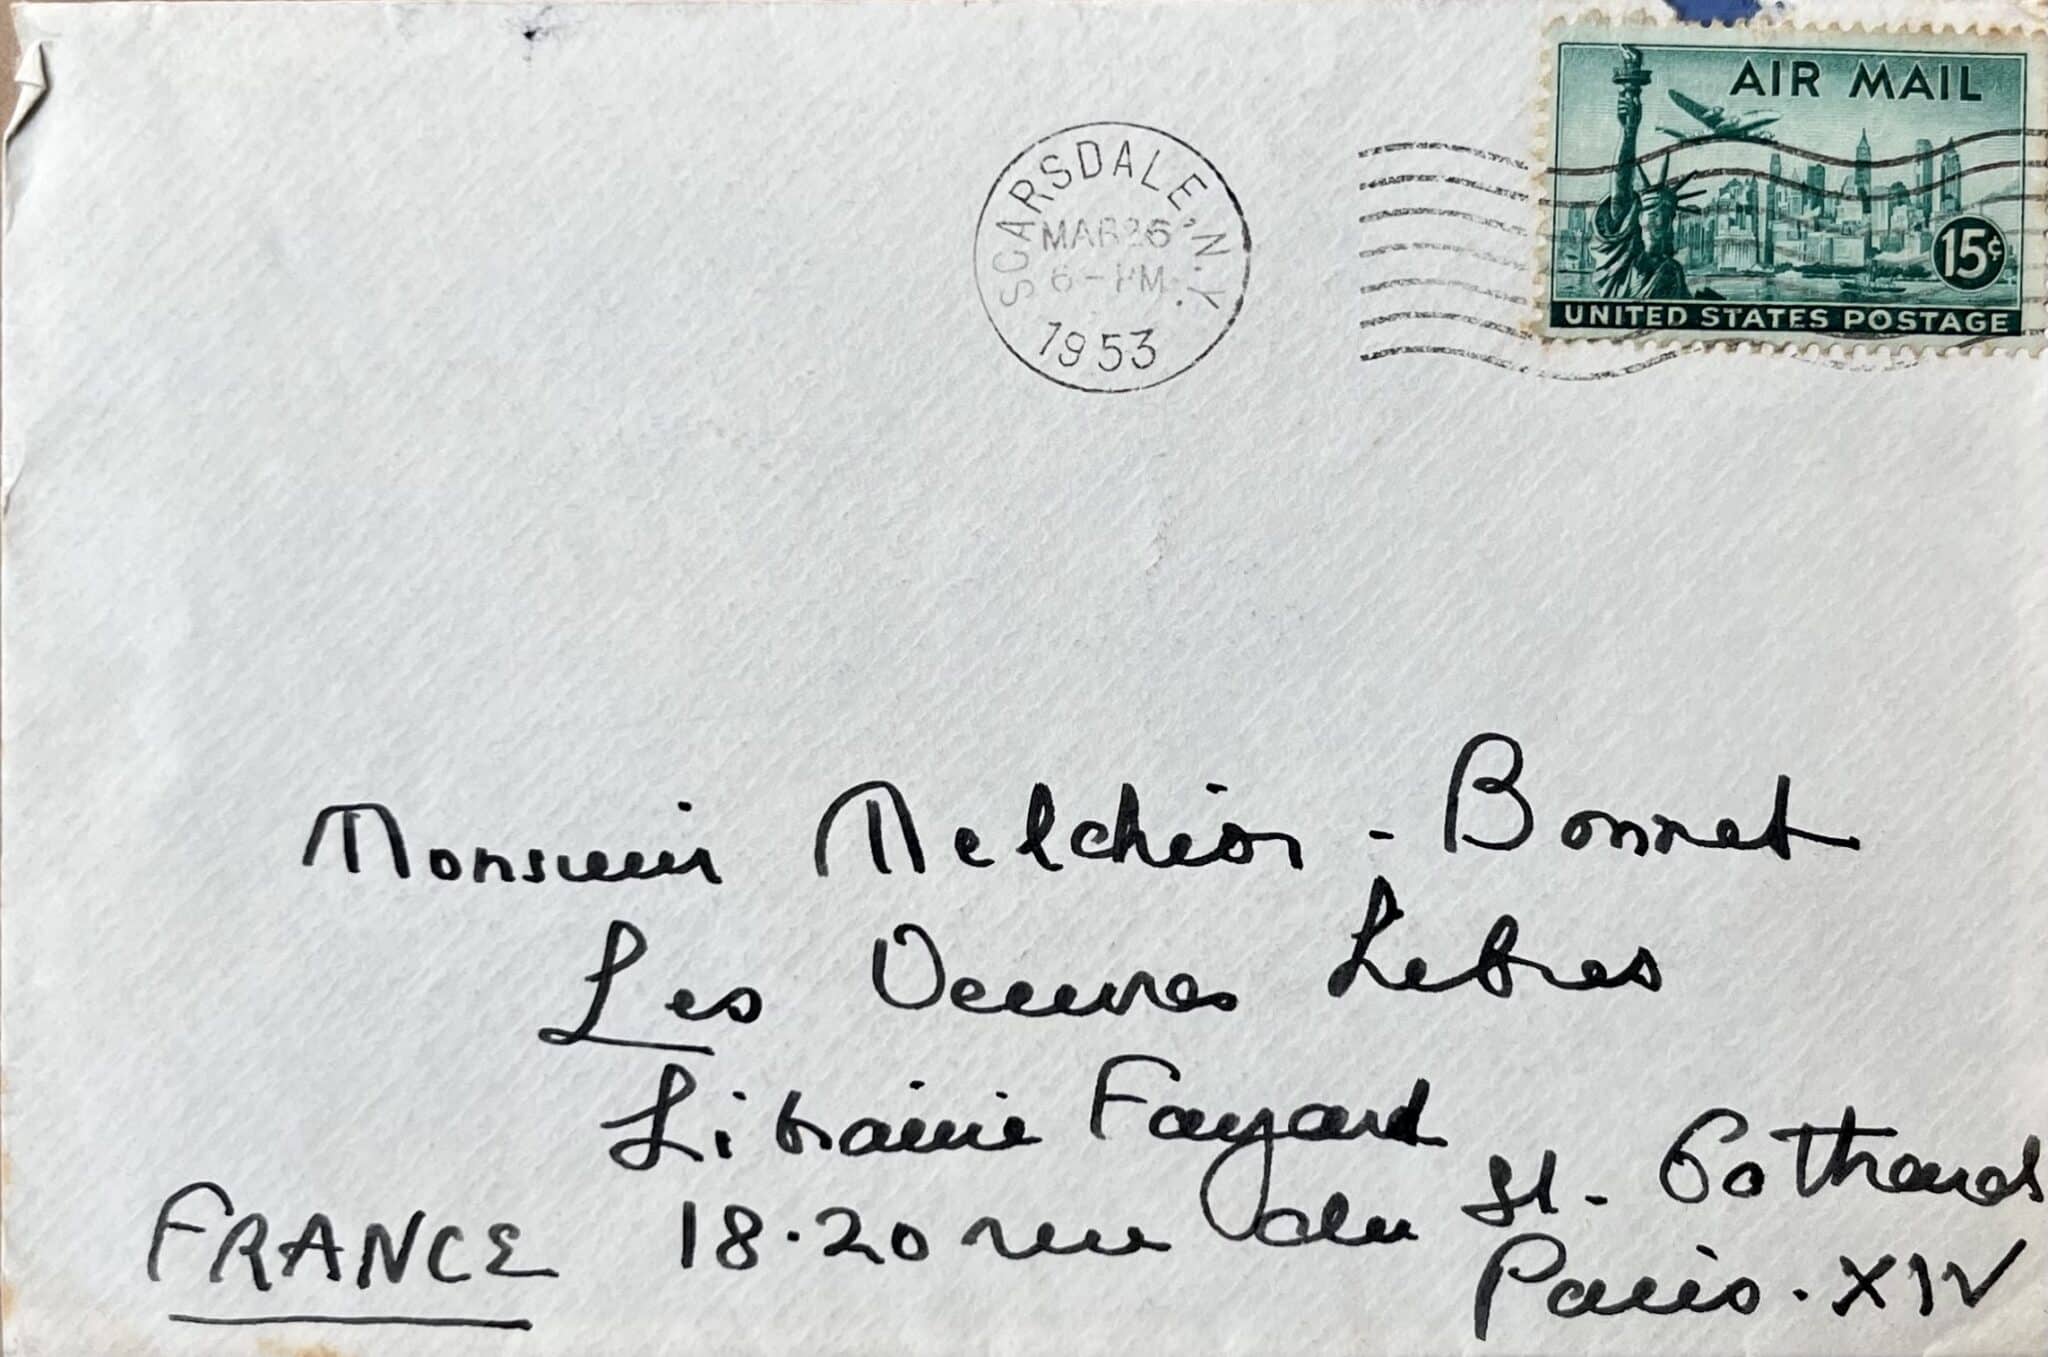 AIR MAIL
15¢
UNITED STATES POSTAGE
SCARSDALE, N.Y.
MAR 26
6 - PM
1953
Monsieur Melchior - Bonnet
Les Oeuvres Lebres
Librairie Fayard
18.20 rue du St. Gothard
Paris. XIV
FRANCE